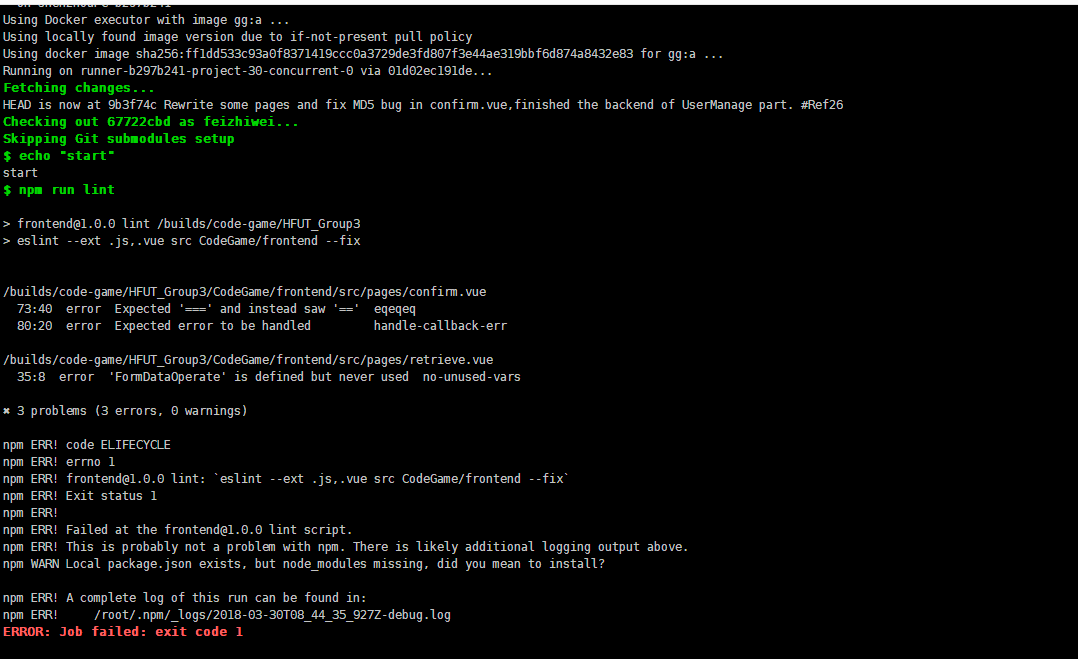 Using Docker executor with image gg:a ...
Using locally found image version due to if-not-present pull policy
Using docker image sha256:ff1dd533c93a0f8371419ccc0a3729de3fd807f3e44ae319bbf6d874a8432e83 for gg:a ...
Running on runner-b297b241-project-30-concurrent-0 via 01d02ec191de...
Fetching changes...
HEAD is now at 9b3f74c Rewrite some pages and fix MD5 bug in confirm.vue,finished the backend of UserManage part. #Ref26
Checking out 67722cbd as feizhiwei...
Skipping Git submodules setup
$ echo "start"
start
$ npm run lint
> frontend@1.0.0 lint /builds/code-game/HFUT_Group3
> eslint --ext .js,.vue src CodeGame/frontend --fix
/builds/code-game/HFUT_Group3/CodeGame/frontend/src/pages/confirm.vue
73:40 error Expected '===' and instead saw '==' eqeqeq
80:20 error Expected error to be handled handle-callback-err
/builds/code-game/HFUT_Group3/CodeGame/frontend/src/pages/retrieve.vue
35:8 error 'FormDataOperate' is defined but never used no-unused-vars
✖ 3 problems (3 errors, 0 warnings)
npm ERR! code ELIFECYCLE
npm ERR! errno 1
npm ERR! frontend@1.0.0 lint: `eslint --ext .js,.vue src CodeGame/frontend --fix`
npm ERR! Exit status 1
npm ERR!
npm ERR! Failed at the frontend@1.0.0 lint script.
npm ERR! This is probably not a problem with npm. There is likely additional logging output above.
npm WARN Local package.json exists, but node_modules missing, did you mean to install?
npm ERR! A complete log of this run can be found in:
npm ERR! /root/.npm/_logs/2018-03-30T08_44_35_927Z-debug.log
ERROR: Job failed: exit code 1